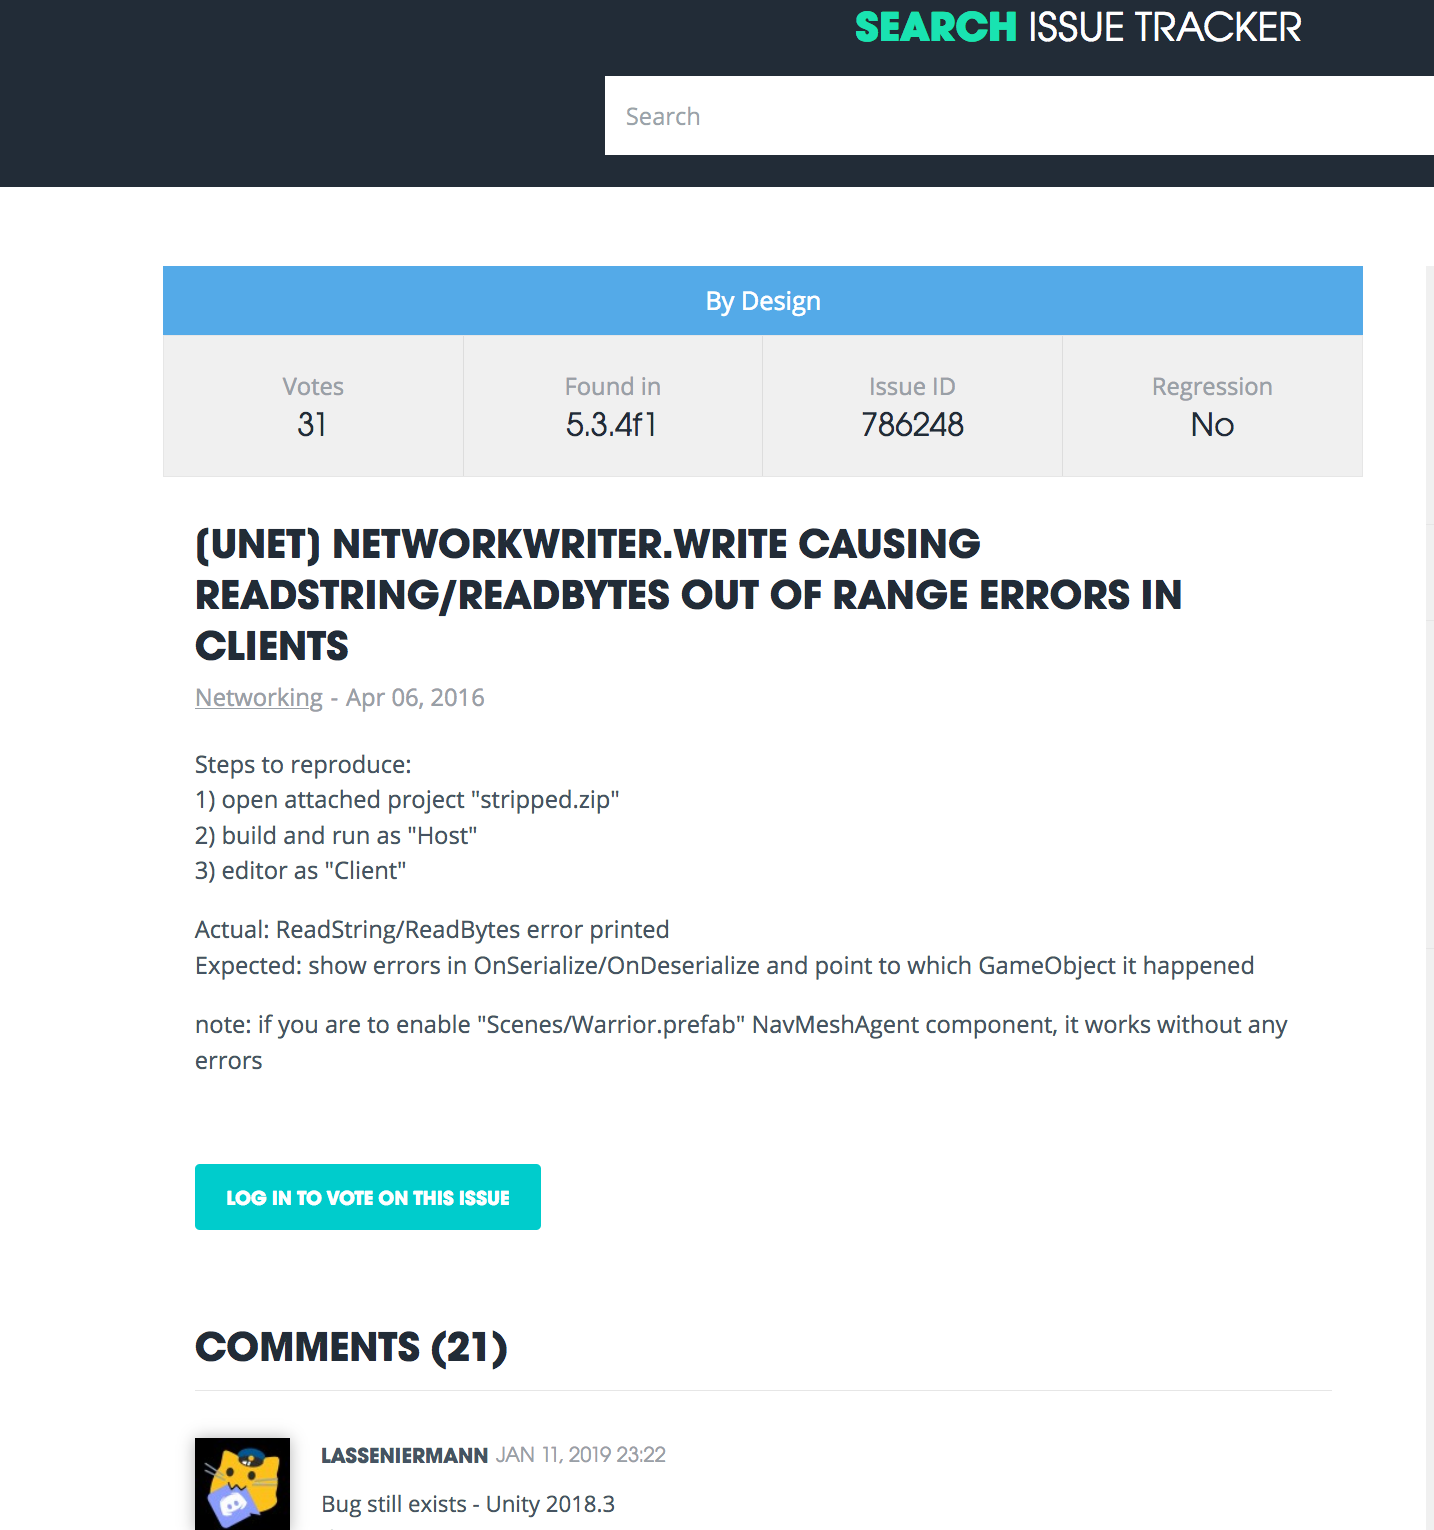 SEARCH ISSUE TRACKER
Search
By Design
Votes
31
Found in
5.3.4f1
Issue ID
786248
Regression
No
(UNET) NETWORKWRITER.WRITE CAUSING
READSTRING/READBYTES OUT OF RANGE ERRORS IN
CLIENTS
Networking - Apr 06, 2016
Steps to reproduce:
1) open attached project "stripped.zip"
2) build and run as "Host"
3) editor as "Client"
Actual: ReadString/ReadBytes error printed
Expected: show errors in OnSerialize/OnDeserialize and point to which GameObject it happened
note: if you are to enable "Scenes/Warrior.prefab" NavMeshAgent component, it works without any
errors
LOG IN TO VOTE ON THIS ISSUE
COMMENTS (21)
LASSENIERMANN JAN 11, 2019 23:22
Bug still exists - Unity 2018.3